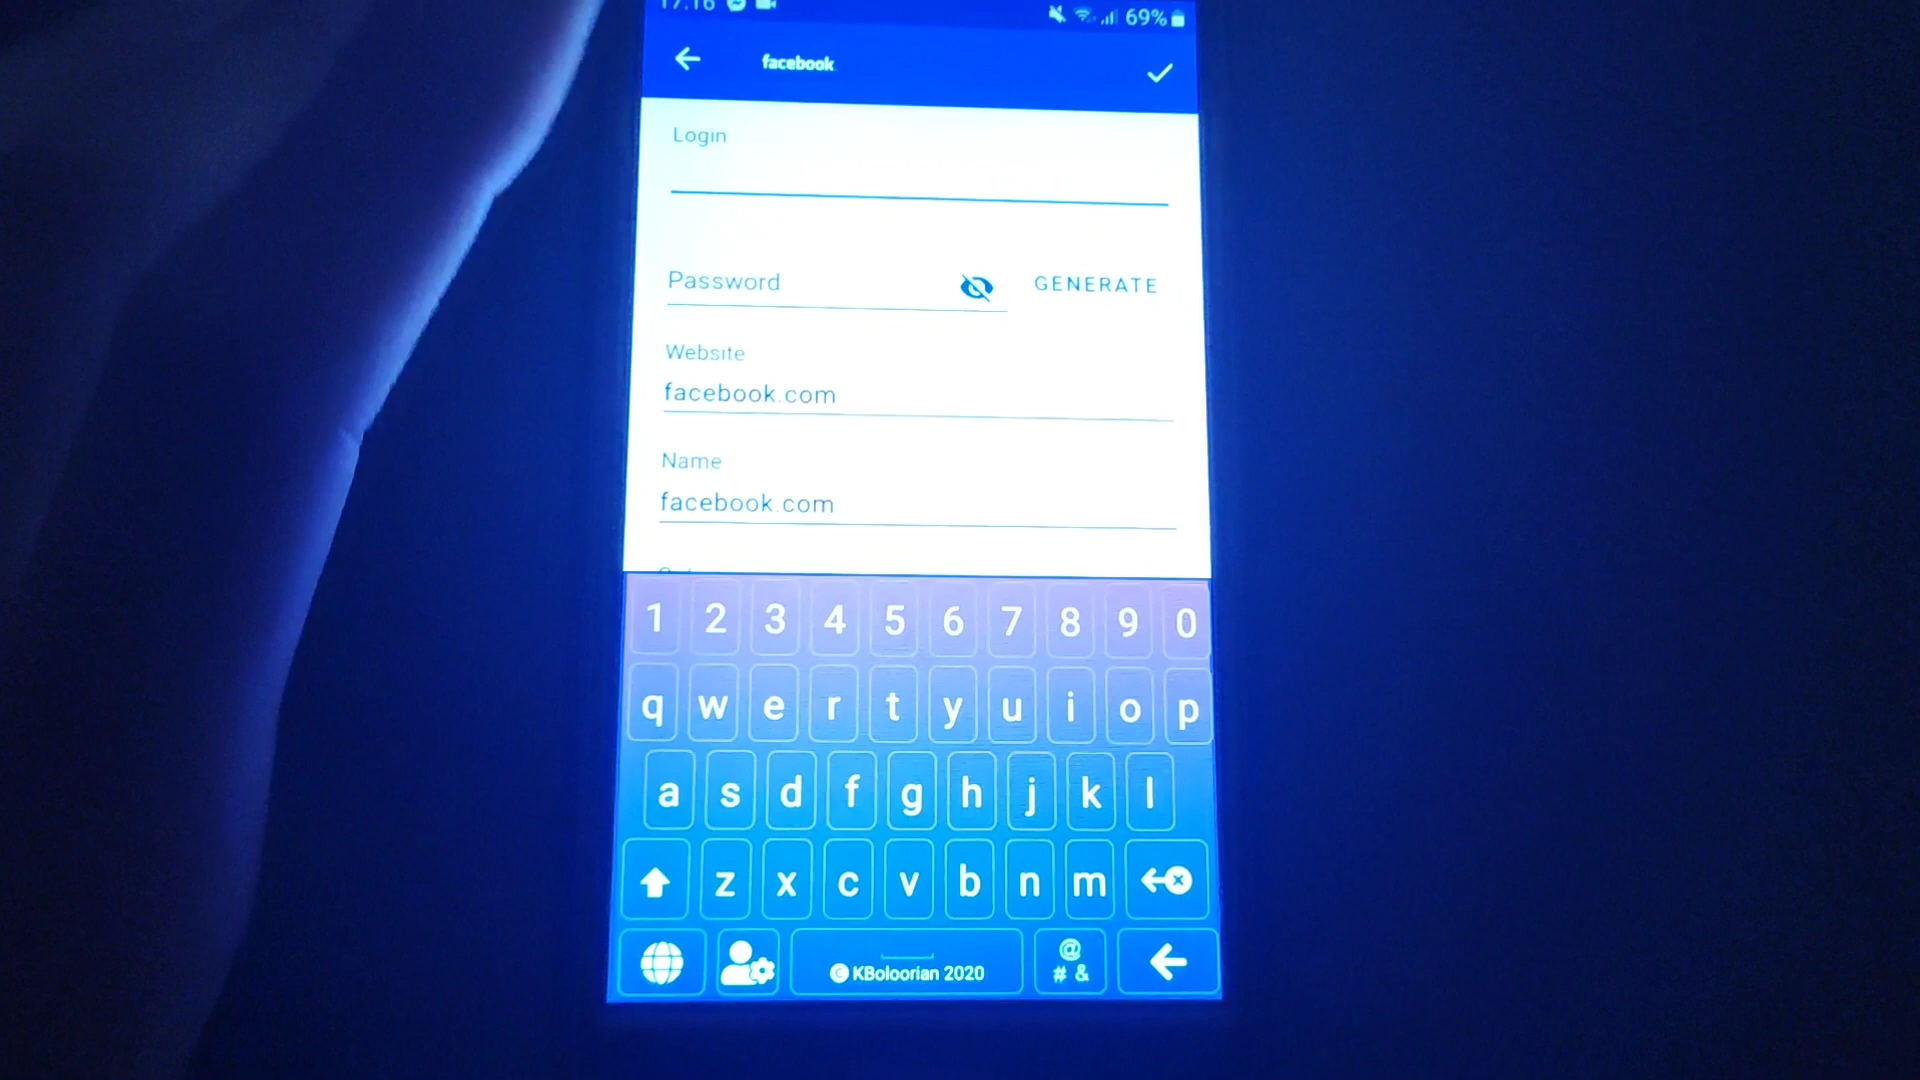 17:16 69%
facebook
Login
Password GENERATE
Website
facebook.com
Name
facebook.com
1 2 3 4 5 6 7 8 9 0
q w e r t y u i o p
a s d f g h j k l
z x c v b n m
@
# &
© KBoloorian 2020